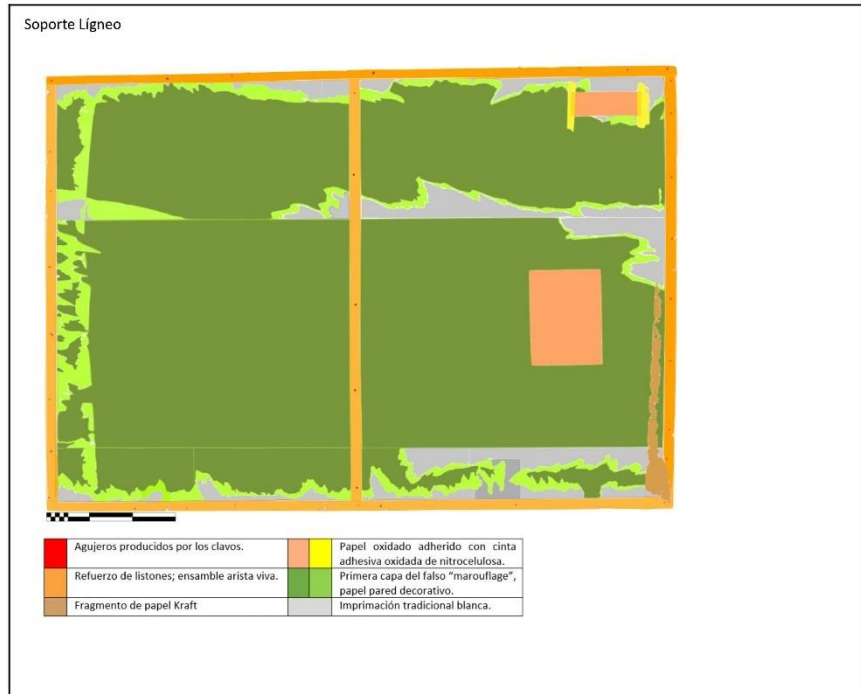 Soporte Lígneo
Agujeros producidos por los clavos.
Papel oxidado adherido con cinta
adhesiva oxidada de nitrocelulosa.
Refuerzo de listones; ensamble arista viva.
Primera capa del falso “marouflage”,
papel pared decorativo.
Fragmento de papel Kraft
Imprimación tradicional blanca.